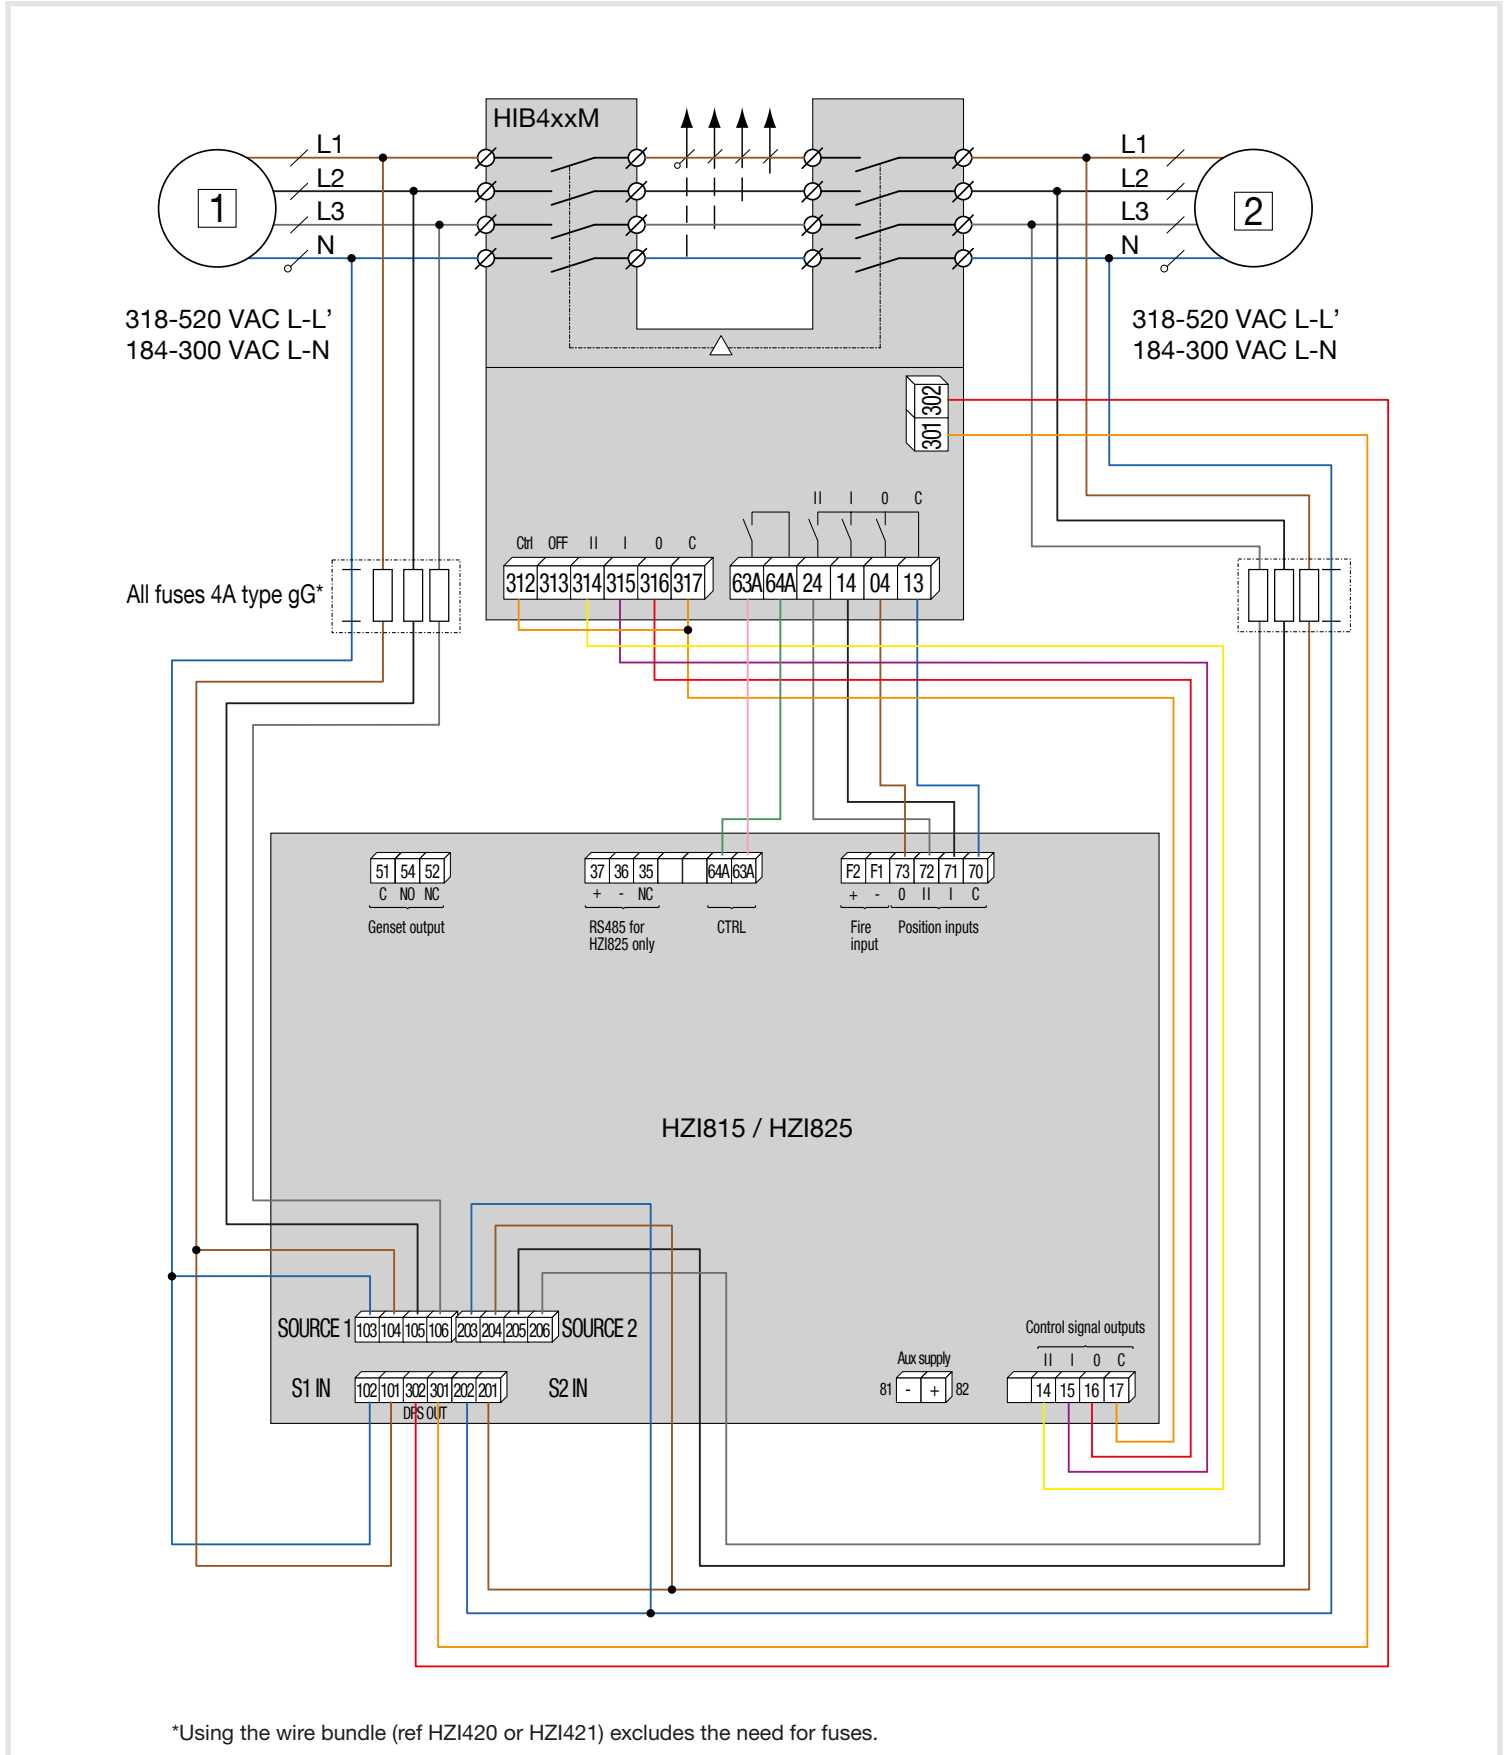 HIB4xxM
L1
L2
L3
N
1
L1
L2
L3
N
2
318-520 VAC L-L’
184-300 VAC L-N
318-520 VAC L-L’
184-300 VAC L-N
302
301
II I 0 C
Ctrl OFF II I 0 C
312 313 314 315 316 317
63A 64A 24 14 04 13
All fuses 4A type gG*
51 54 52
C NO NC
Genset output
37 36 35 64A 63A
+ - NC
RS485 for
HZI825 only
CTRL
F2 F1 73 72 71 70
+ - 0 II I C
Fire
input
Position inputs
HZI815 / HZI825
SOURCE 1 103 104 105 106 203 204 205 206 SOURCE 2
S1 IN 102 101 302 301 202 201 S2 IN
DPS OUT
Aux supply
81 - + 82
Control signal outputs
II I 0 C
14 15 16 17
*Using the wire bundle (ref HZI420 or HZI421) excludes the need for fuses.